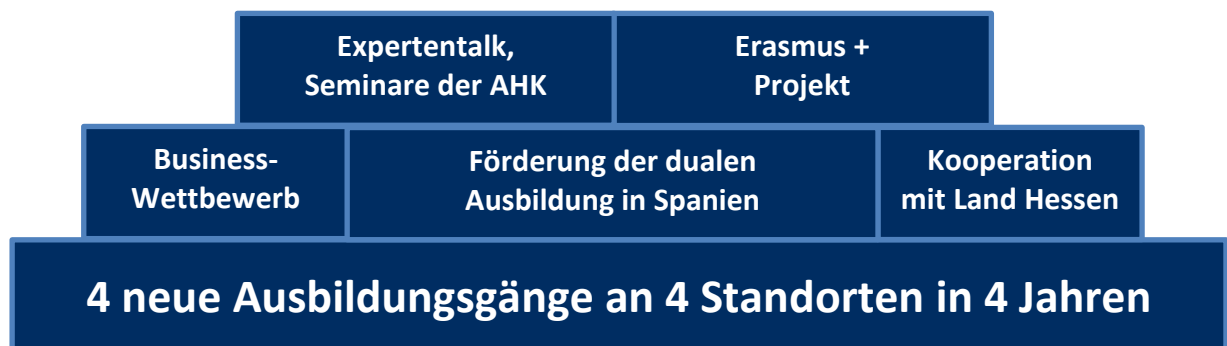 Expertentalk,
Seminare der AHK
Erasmus +
Projekt
Business-
Wettbewerb
Förderung der dualen
Ausbildung in Spanien
Kooperation
mit Land Hessen
4 neue Ausbildungsgänge an 4 Standorten in 4 Jahren